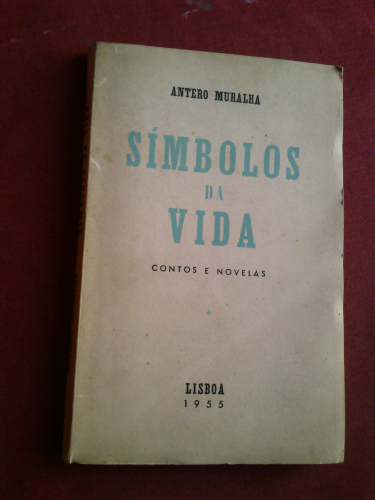 ANTERO MURALHA
SÍMBOLOS
DA
VIDA
CONTOS E NOVELAS
LISBOA
1955